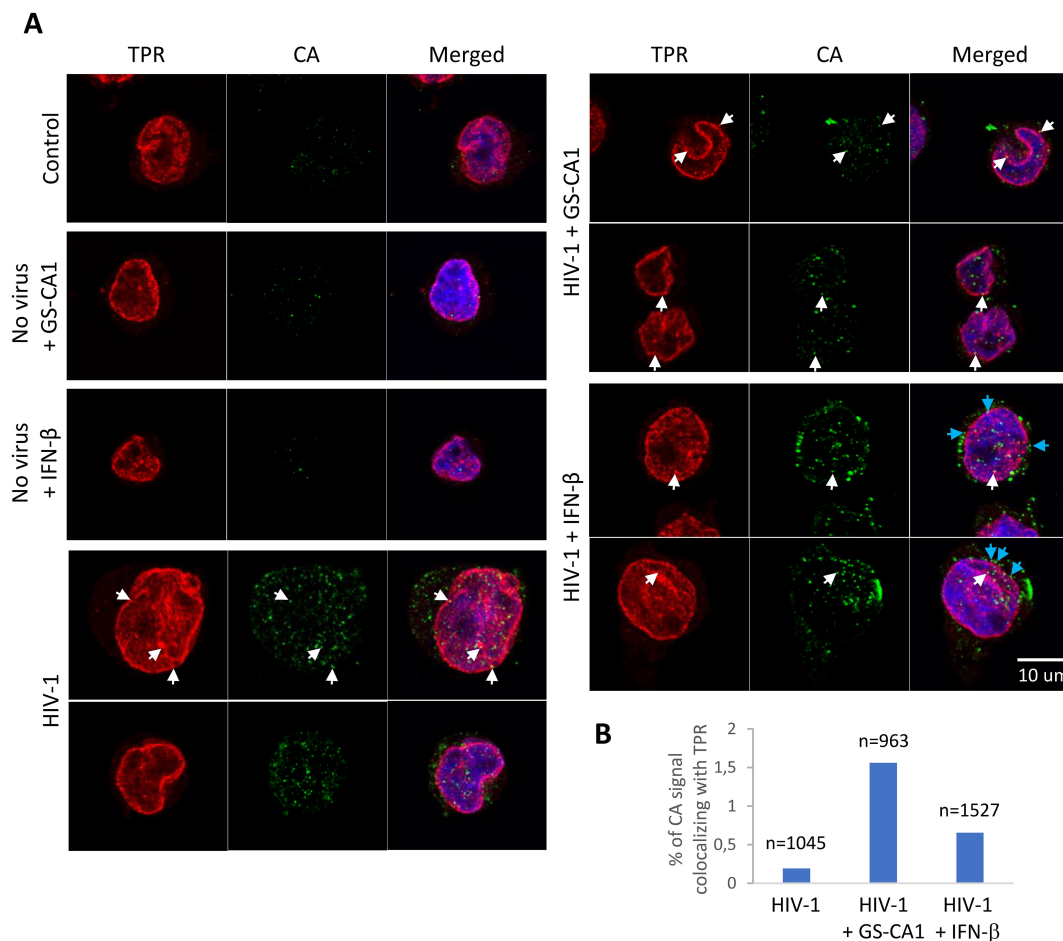 A
TPR CA Merged
Control
No virus
+ GS-CA1
No virus
+ IFN-β
HIV-1
TPR CA Merged
HIV-1 + GS-CA1
HIV-1 + IFN-β
10 um
B
% of CA signal
colocalizing with TPR
2
1,5
1
0,5
0
n=1045
n=963
n=1527
HIV-1 HIV-1 HIV-1
+ GS-CA1 + IFN-β